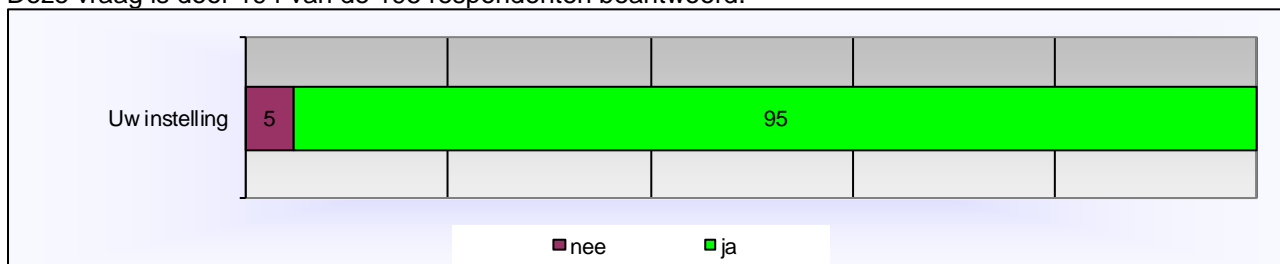 Deze vraag is door van de respondenten beantwoord.
Uw instelling
5
95
nee
ja